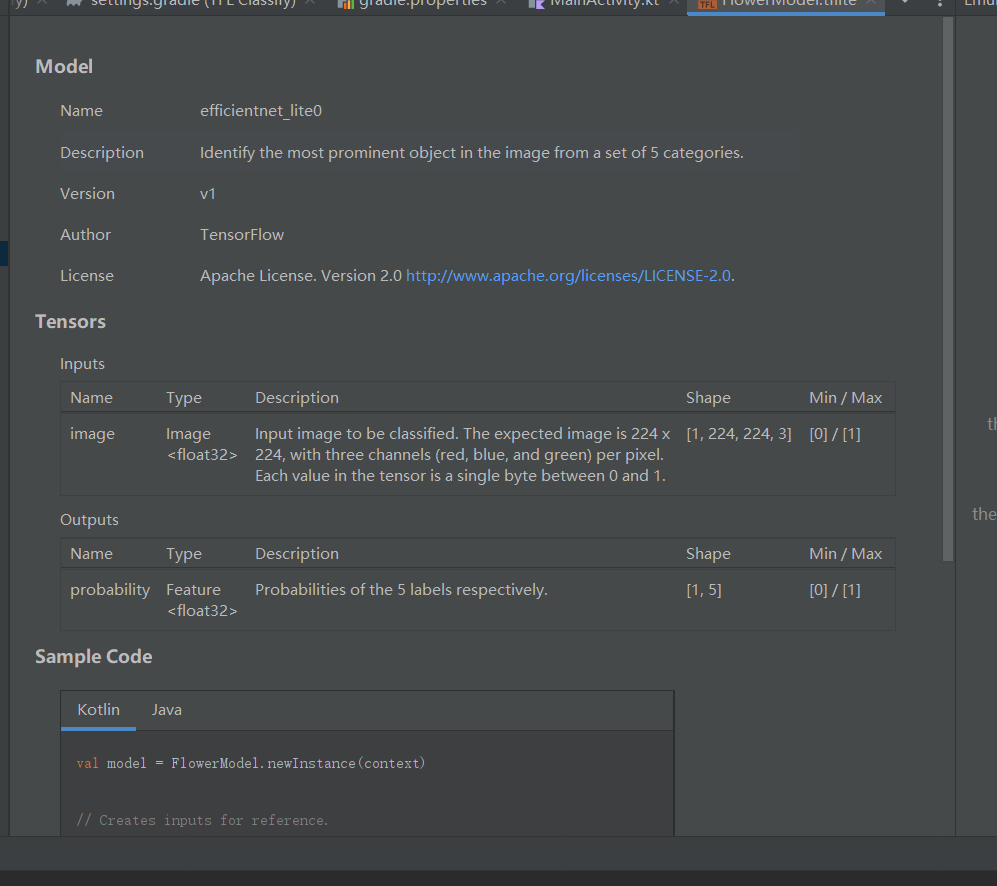 settings.gradle (TFL Classify)
gradle.properties
MainActivity.kt
FlowerModel.tflite
Model
Name efficientnet_lite0
Description Identify the most prominent object in the image from a set of 5 categories.
Version v1
Author TensorFlow
License Apache License. Version 2.0 http://www.apache.org/licenses/LICENSE-2.0.
Tensors
Inputs
Name Type Description Shape Min / Max
image Image Input image to be classified. The expected image is 224 x [1, 224, 224, 3] [0] / [1]
<float32> 224, with three channels (red, blue, and green) per pixel.
Each value in the tensor is a single byte between 0 and 1.
Outputs
Name Type Description Shape Min / Max
probability Feature Probabilities of the 5 labels respectively. [1, 5] [0] / [1]
<float32>
the
Sample Code
Kotlin Java
val model = FlowerModel.newInstance(context)
// Creates inputs for reference.